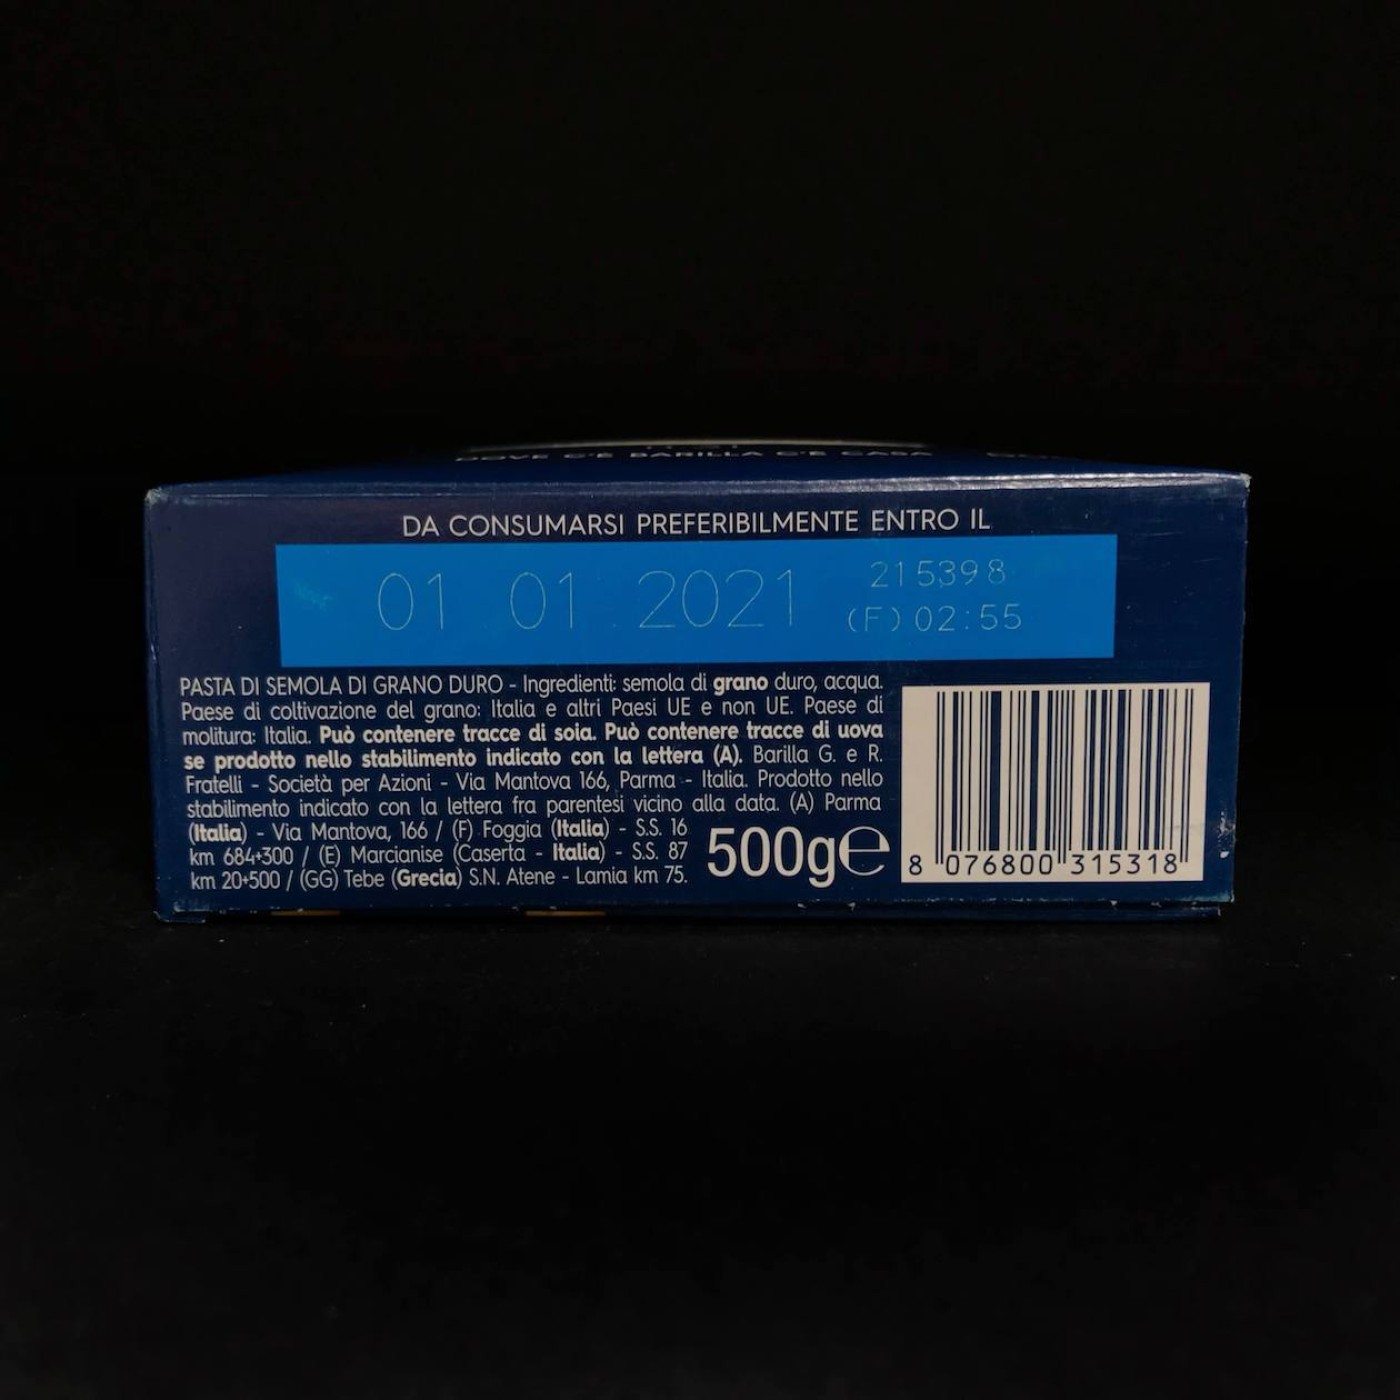 DOVE C'È BARILLA C'È CASA
DA CONSUMARSI PREFERIBILMENTE ENTRO IL
01 01 2021
215398
(F) 02:55
PASTA DI SEMOLA DI GRANO DURO - Ingredienti: semola di grano duro, acqua.
Paese di coltivazione del grano: Italia e altri Paesi UE e non UE. Paese di
molitura: Italia. Può contenere tracce di soia. Può contenere tracce di uova
se prodotto nello stabilimento indicato con la lettera (A). Barilla G. e R.
Fratelli - Società per Azioni - Via Mantova 166, Parma - Italia. Prodotto nello
stabilimento indicato con la lettera fra parentesi vicino alla data. (A) Parma
(Italia) - Via Mantova, 166 / (F) Foggia (Italia) - S.S. 16
km 684+300 / (E) Marcianise (Caserta - Italia) - S.S. 87
km 20+500 / (GG) Tebe (Grecia) S.N. Atene - Lamia km 75.
500g℮
8 076800 315318